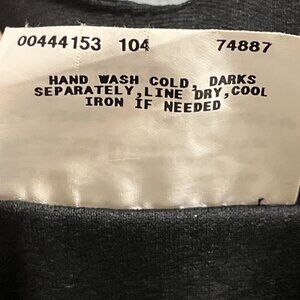 00444153 104 74887
HAND WASH COLD, DARKS
SEPARATELY,LINE DRY,COOL
IRON IF NEEDED